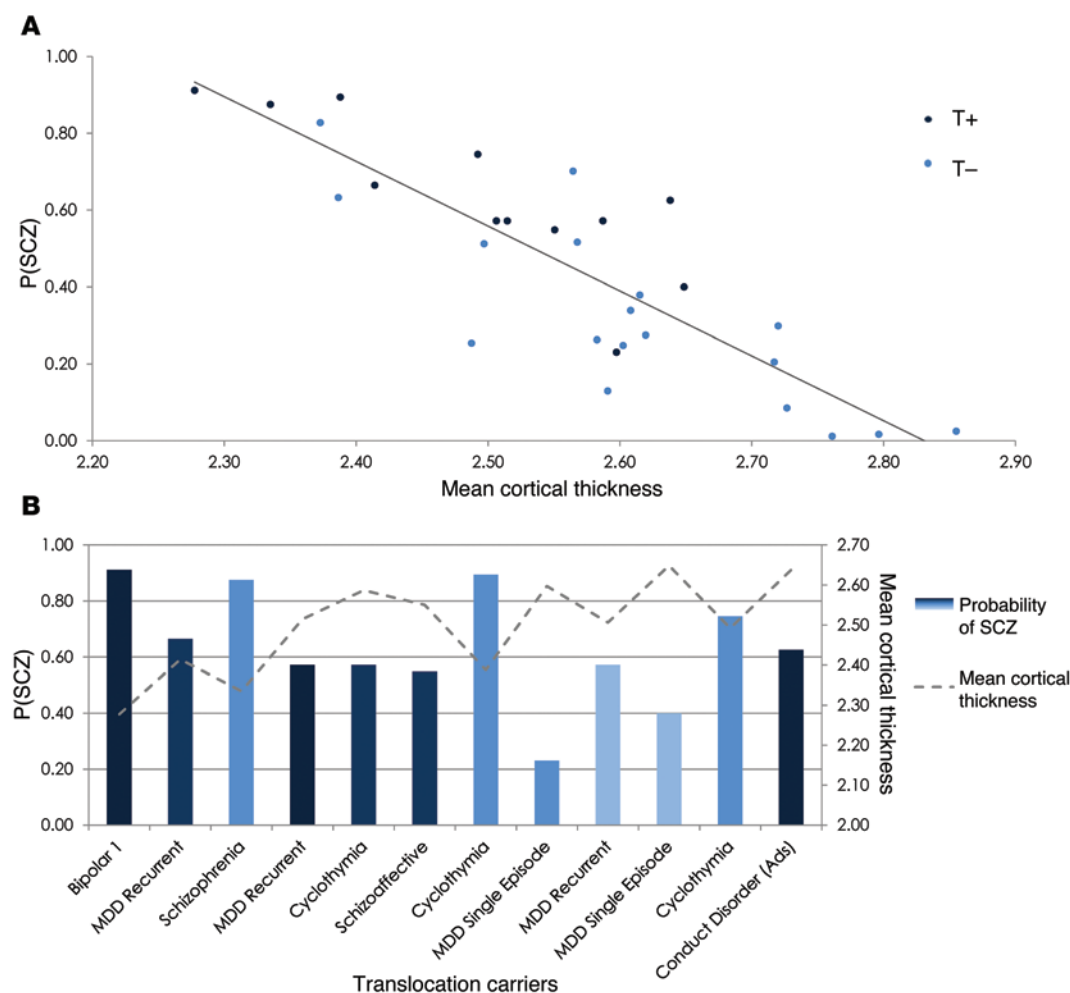 A
1.00
0.80
0.60
0.40
0.20
0.00
P(SCZ)
T+
T–
2.20 2.30 2.40 2.50 2.60 2.70 2.80 2.90
Mean cortical thickness
B
1.00
0.80
0.60
0.40
0.20
0.00
P(SCZ)
2.70
2.60
2.50
2.40
2.30
2.20
2.10
2.00
Mean cortical thickness
Probability
of SCZ
Mean cortical
thickness
Bipolar 1
MDD Recurrent
Schizophrenia
MDD Recurrent
Cyclothymia
Schizoaffective
Cyclothymia
MDD Single Episode
MDD Recurrent
MDD Single Episode
Cyclothymia
Conduct Disorder (Ads)
Translocation carriers